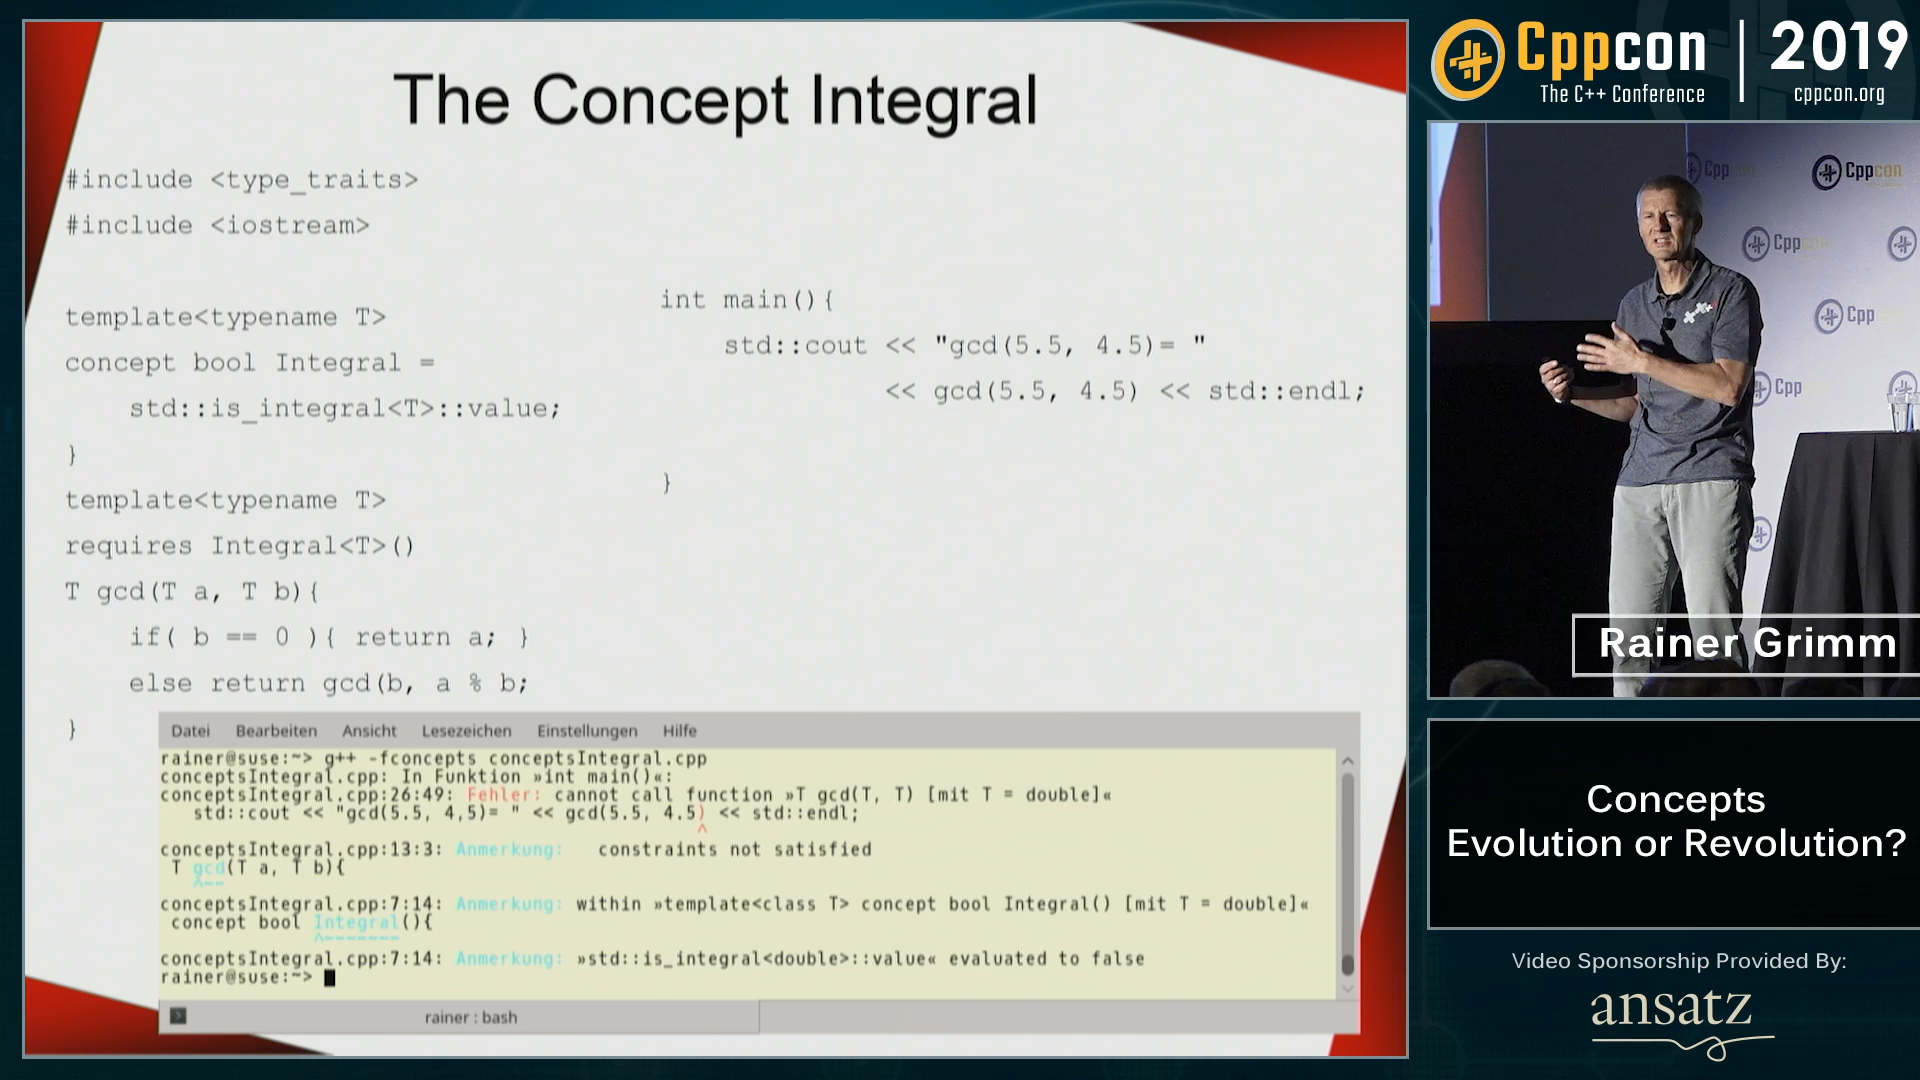 The Concept Integral
#include <type_traits>
#include <iostream>
template<typename T>
concept bool Integral =
std::is_integral<T>::value;
}
template<typename T>
requires Integral<T>()
T gcd(T a, T b){
if( b == 0 ){ return a; }
else return gcd(b, a % b;
}
int main(){
std::cout << "gcd(5.5, 4.5)= "
<< gcd(5.5, 4.5) << std::endl;
}
Datei Bearbeiten Ansicht Lesezeichen Einstellungen Hilfe
rainer@suse:~> g++ -fconcepts conceptsIntegral.cpp
conceptsIntegral.cpp: In Funktion »int main()«:
conceptsIntegral.cpp:26:49: Fehler: cannot call function »T gcd(T, T) [mit T = double]«
std::cout << "gcd(5.5, 4,5)= " << gcd(5.5, 4.5) << std::endl;
^
conceptsIntegral.cpp:13:3: Anmerkung: constraints not satisfied
T gcd(T a, T b){
^~~
conceptsIntegral.cpp:7:14: Anmerkung: within »template<class T> concept bool Integral() [mit T = double]«
concept bool Integral(){
^~~~~~~~
conceptsIntegral.cpp:7:14: Anmerkung: »std::is_integral<double>::value« evaluated to false
rainer@suse:~>
rainer : bash
Cppcon | 2019
The C++ Conference cppcon.org
Cppcon
Cppcon
Cpp
Cpp
Cpp
Rainer Grimm
Concepts
Evolution or Revolution?
Video Sponsorship Provided By:
ansatz